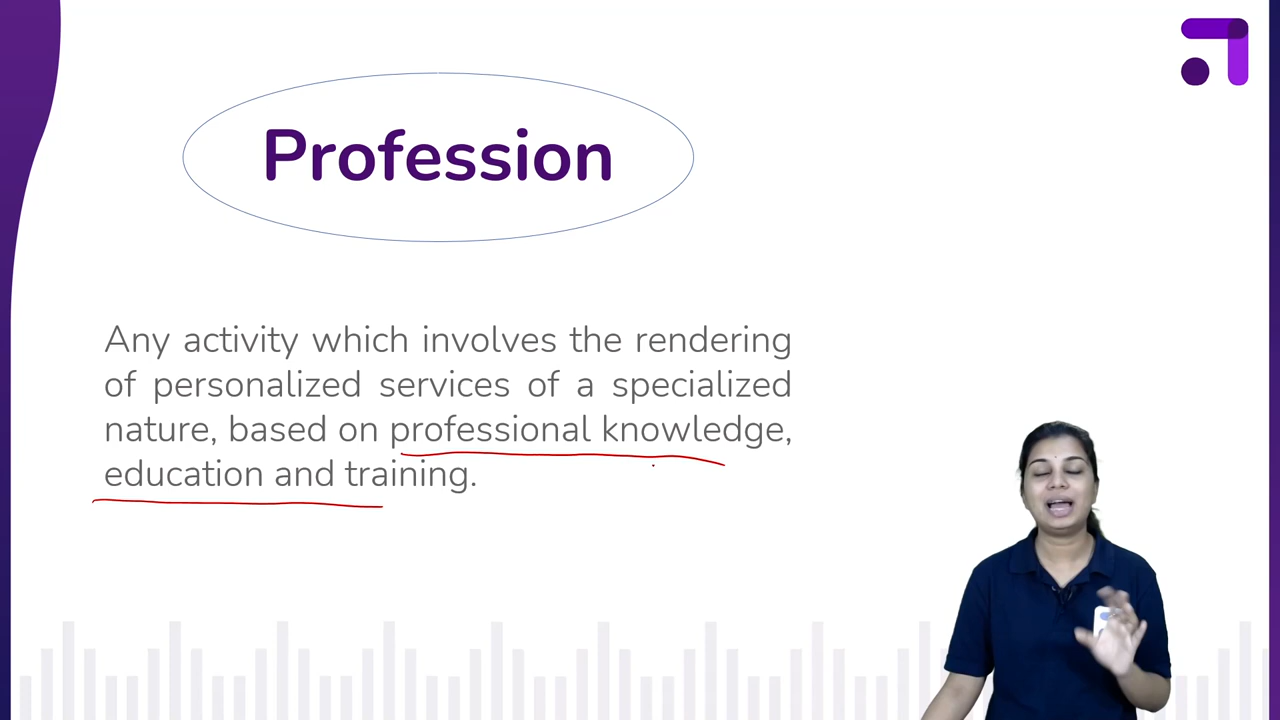 Profession
Any activity which involves the rendering
of personalized services of a specialized
nature, based on professional knowledge,
education and training.